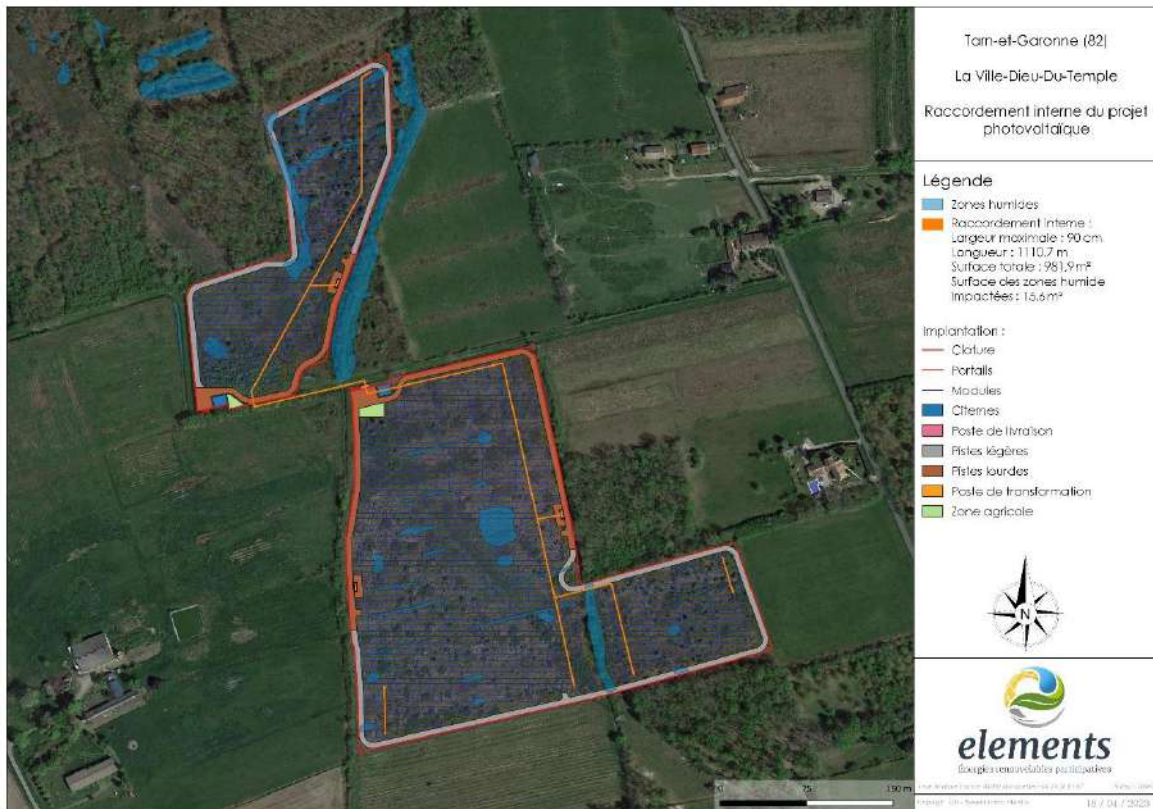 Tarn-et-Garonne (82)
La Ville-Dieu-Du-Temple
Raccordement interne du projet
photovoltaïque
Légende
Zones humides
Raccordement interne :
Largeur maximale : 90 cm
Longueur : 1110,7 m
Surface totale : 981,9 m²
Surface des zones humide
impactées : 15,6 m²
Implantation :
Cloture
Portails
Modules
Citernes
Poste de livraison
Pistes légères
Pistes lourdes
Poste de transformation
Zone agricole
N
elements
Énergies renouvelables participatives
0 75 150 m
18 / 04 / 2023